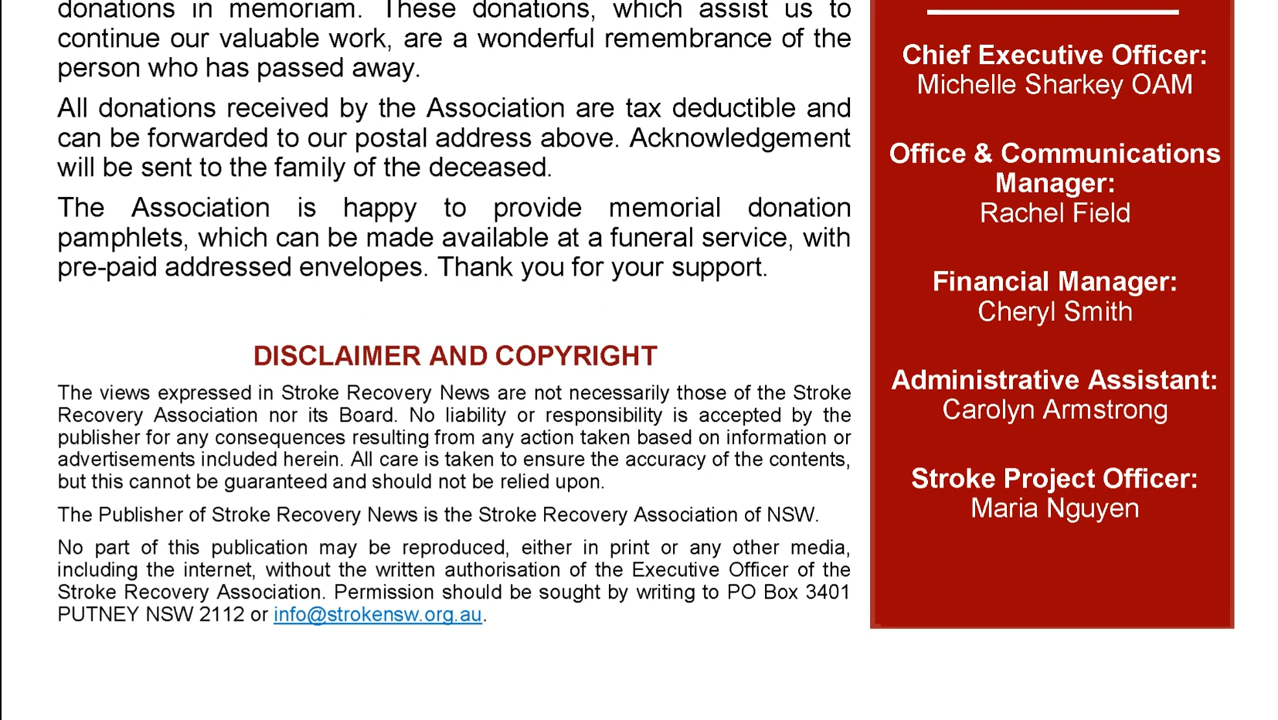 donations in memoriam. These donations, which assist us to
continue our valuable work, are a wonderful remembrance of the
person who has passed away.
All donations received by the Association are tax deductible and
can be forwarded to our postal address above. Acknowledgement
will be sent to the family of the deceased.
The Association is happy to provide memorial donation
pamphlets, which can be made available at a funeral service, with
pre-paid addressed envelopes. Thank you for your support.
DISCLAIMER AND COPYRIGHT
The views expressed in Stroke Recovery News are not necessarily those of the Stroke
Recovery Association nor its Board. No liability or responsibility is accepted by the
publisher for any consequences resulting from any action taken based on information or
advertisements included herein. All care is taken to ensure the accuracy of the contents,
but this cannot be guaranteed and should not be relied upon.
The Publisher of Stroke Recovery News is the Stroke Recovery Association of NSW.
No part of this publication may be reproduced, either in print or any other media,
including the internet, without the written authorisation of the Executive Officer of the
Stroke Recovery Association. Permission should be sought by writing to PO Box 3401
PUTNEY NSW 2112 or info@strokensw.org.au.
Chief Executive Officer:
Michelle Sharkey OAM
Office & Communications
Manager:
Rachel Field
Financial Manager:
Cheryl Smith
Administrative Assistant:
Carolyn Armstrong
Stroke Project Officer:
Maria Nguyen